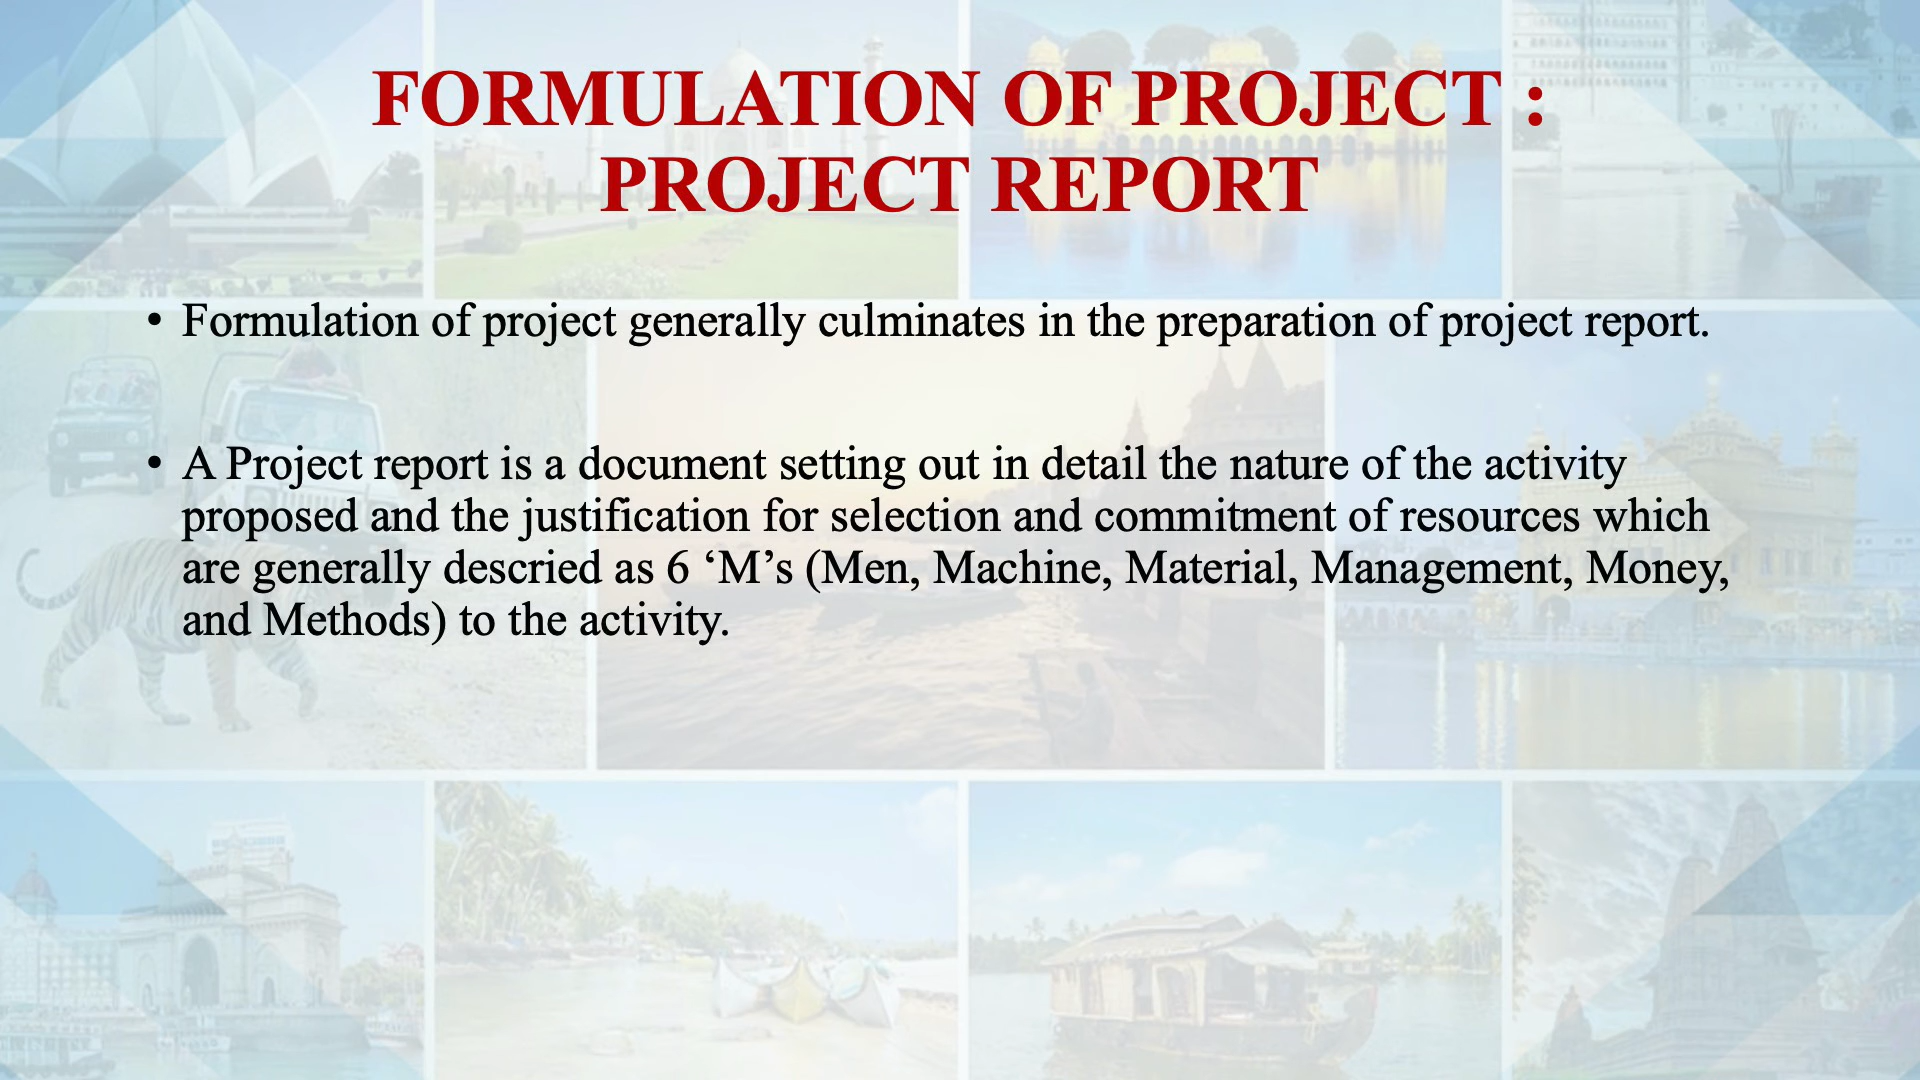 FORMULATION OF PROJECT :
PROJECT REPORT
• Formulation of project generally culminates in the preparation of project report.
• A Project report is a document setting out in detail the nature of the activity
proposed and the justification for selection and commitment of resources which
are generally descried as 6 ‘M’s (Men, Machine, Material, Management, Money,
and Methods) to the activity.